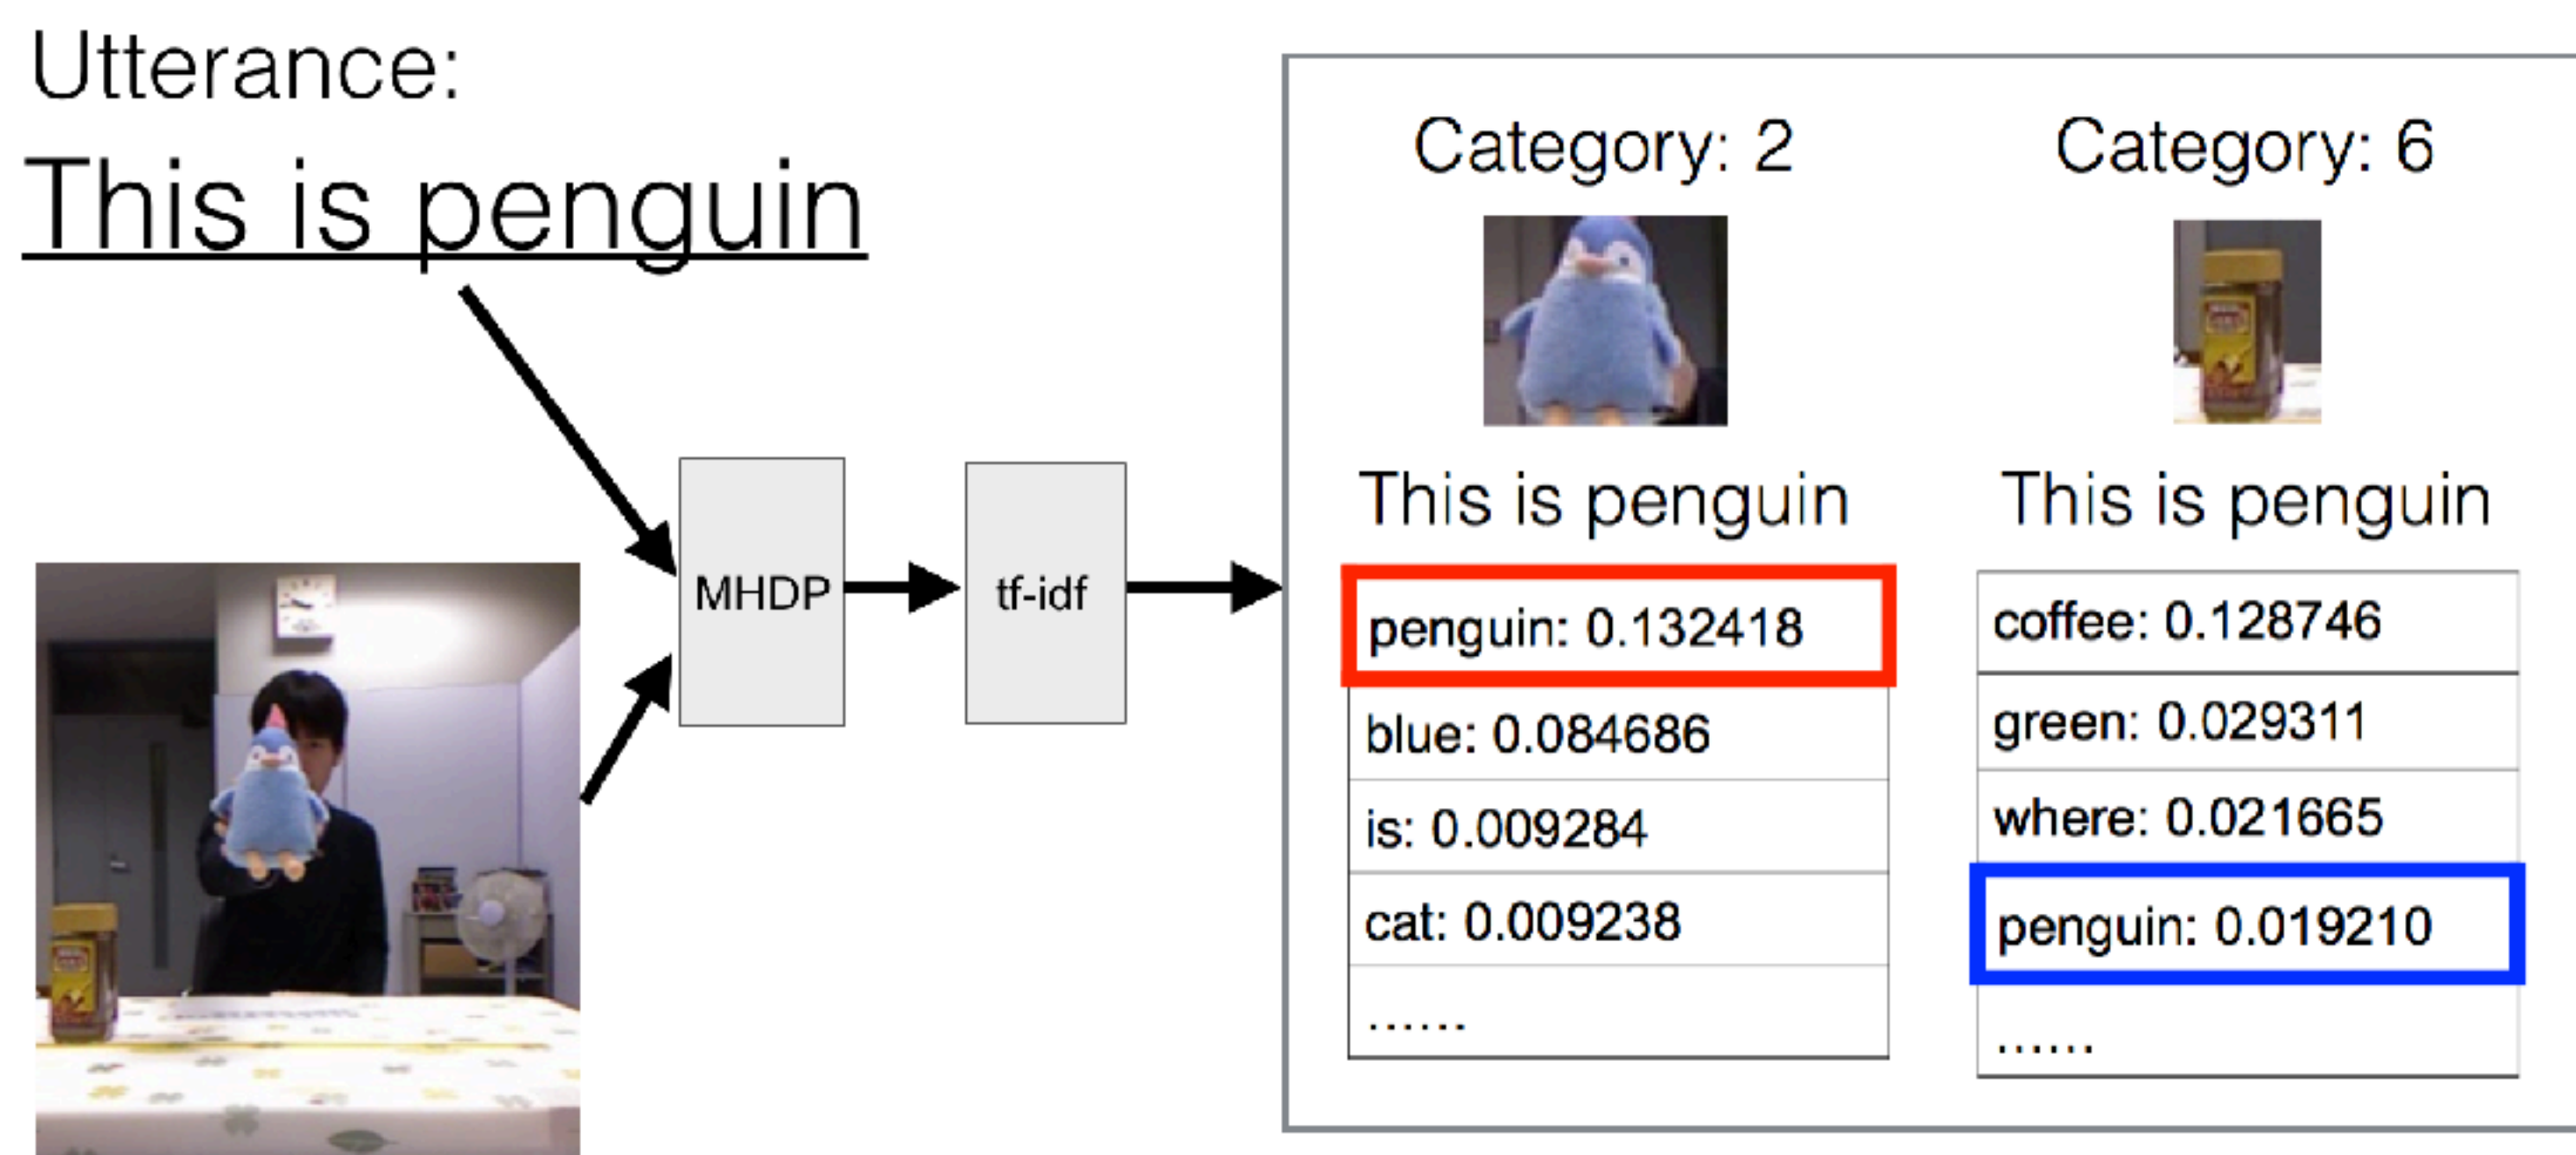 Utterance:
This is penguin
MHDP
tf-idf
Category: 2
This is penguin
penguin: 0.132418
blue: 0.084686
is: 0.009284
cat: 0.009238
......
Category: 6
This is penguin
coffee: 0.128746
green: 0.029311
where: 0.021665
penguin: 0.019210
......